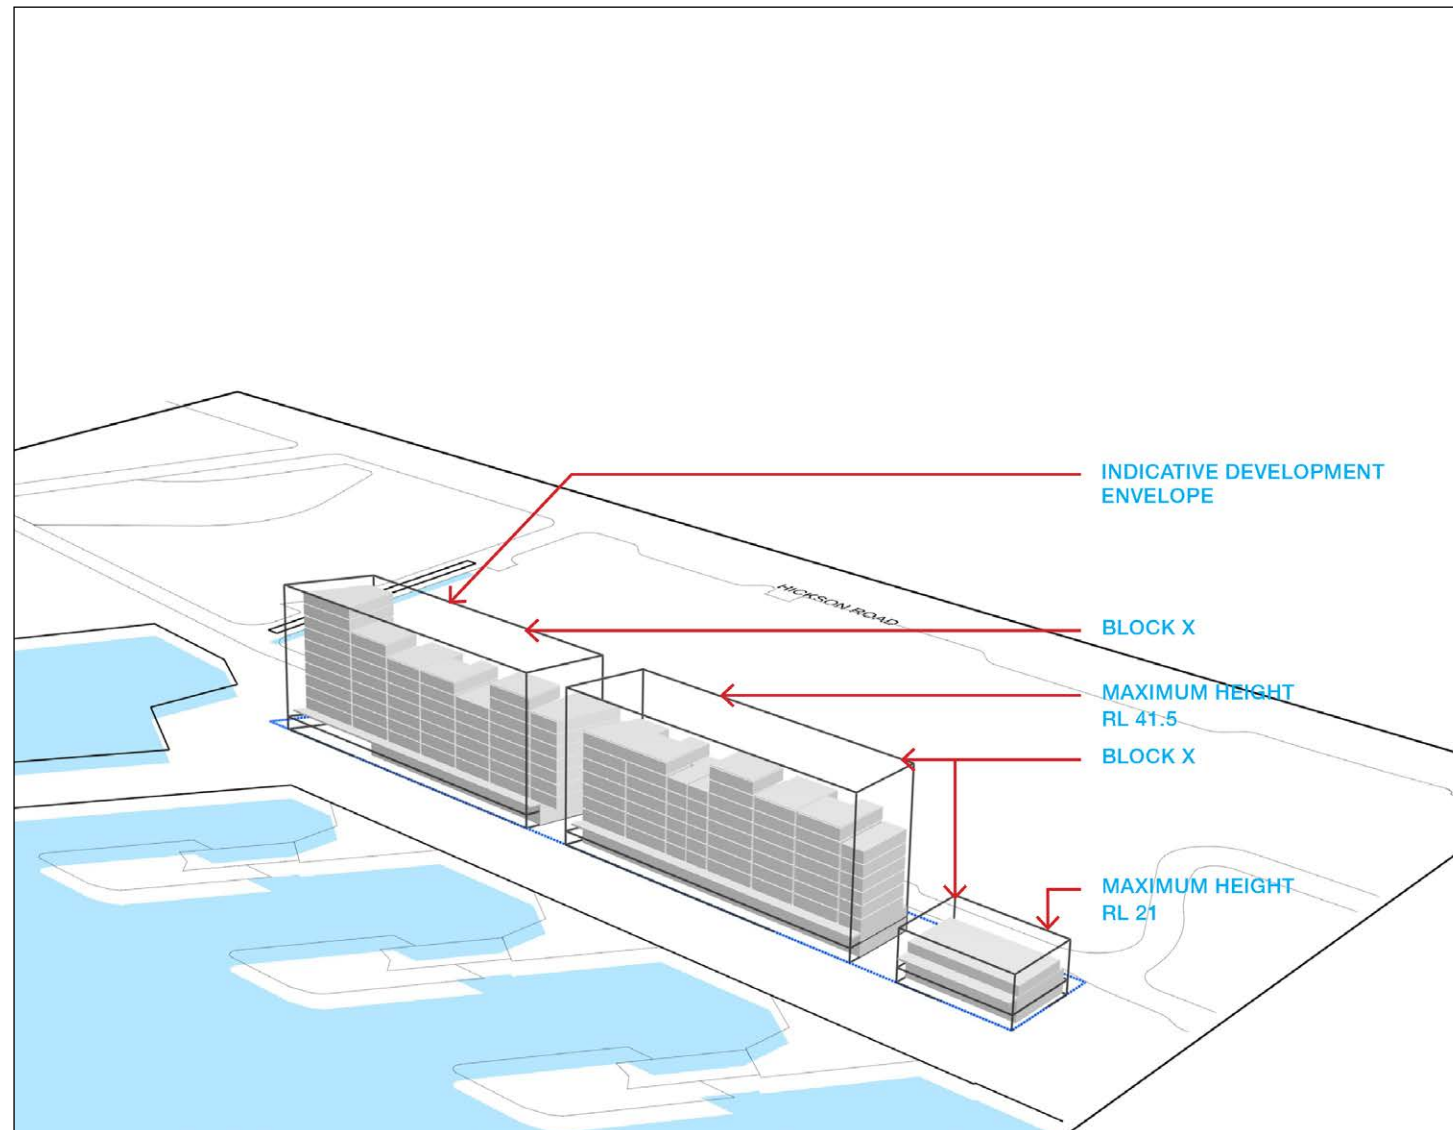 INDICATIVE DEVELOPMENT
ENVELOPE
HICKSON ROAD
BLOCK X
MAXIMUM HEIGHT
RL 41.5
BLOCK X
MAXIMUM HEIGHT
RL 21